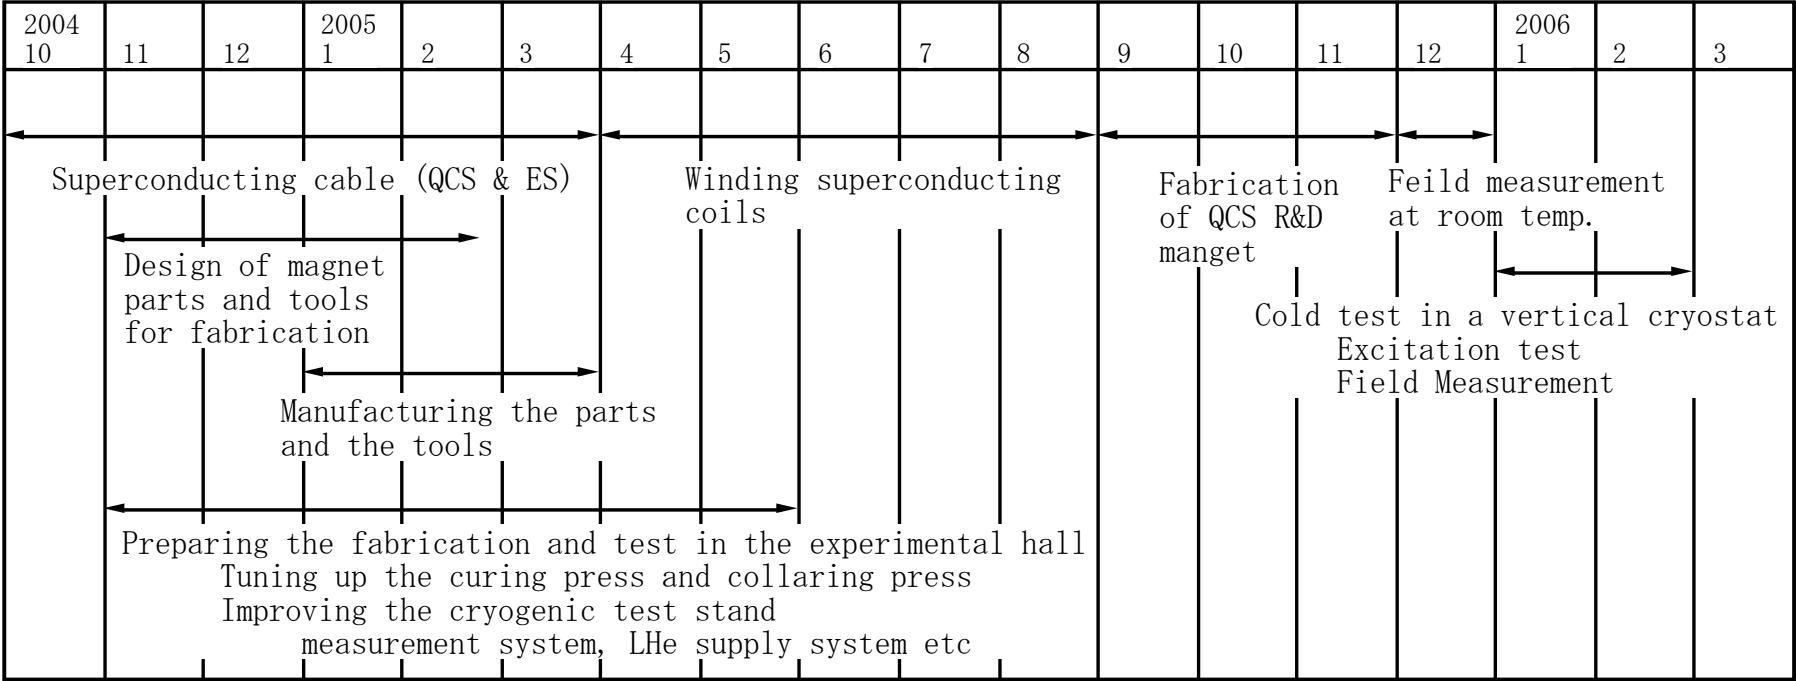 2004 2005 2006
10 11 12 1 2 3 4 5 6 7 8 9 10 11 12 1 2 3
Superconducting cable (QCS & ES)
Winding superconducting
coils
Fabrication
of QCS R&D
manget
Feild measurement
at room temp.
Design of magnet
parts and tools
for fabrication
Cold test in a vertical cryostat
Excitation test
Field Measurement
Manufacturing the parts
and the tools
Preparing the fabrication and test in the experimental hall
Tuning up the curing press and collaring press
Improving the cryogenic test stand
measurement system, LHe supply system etc